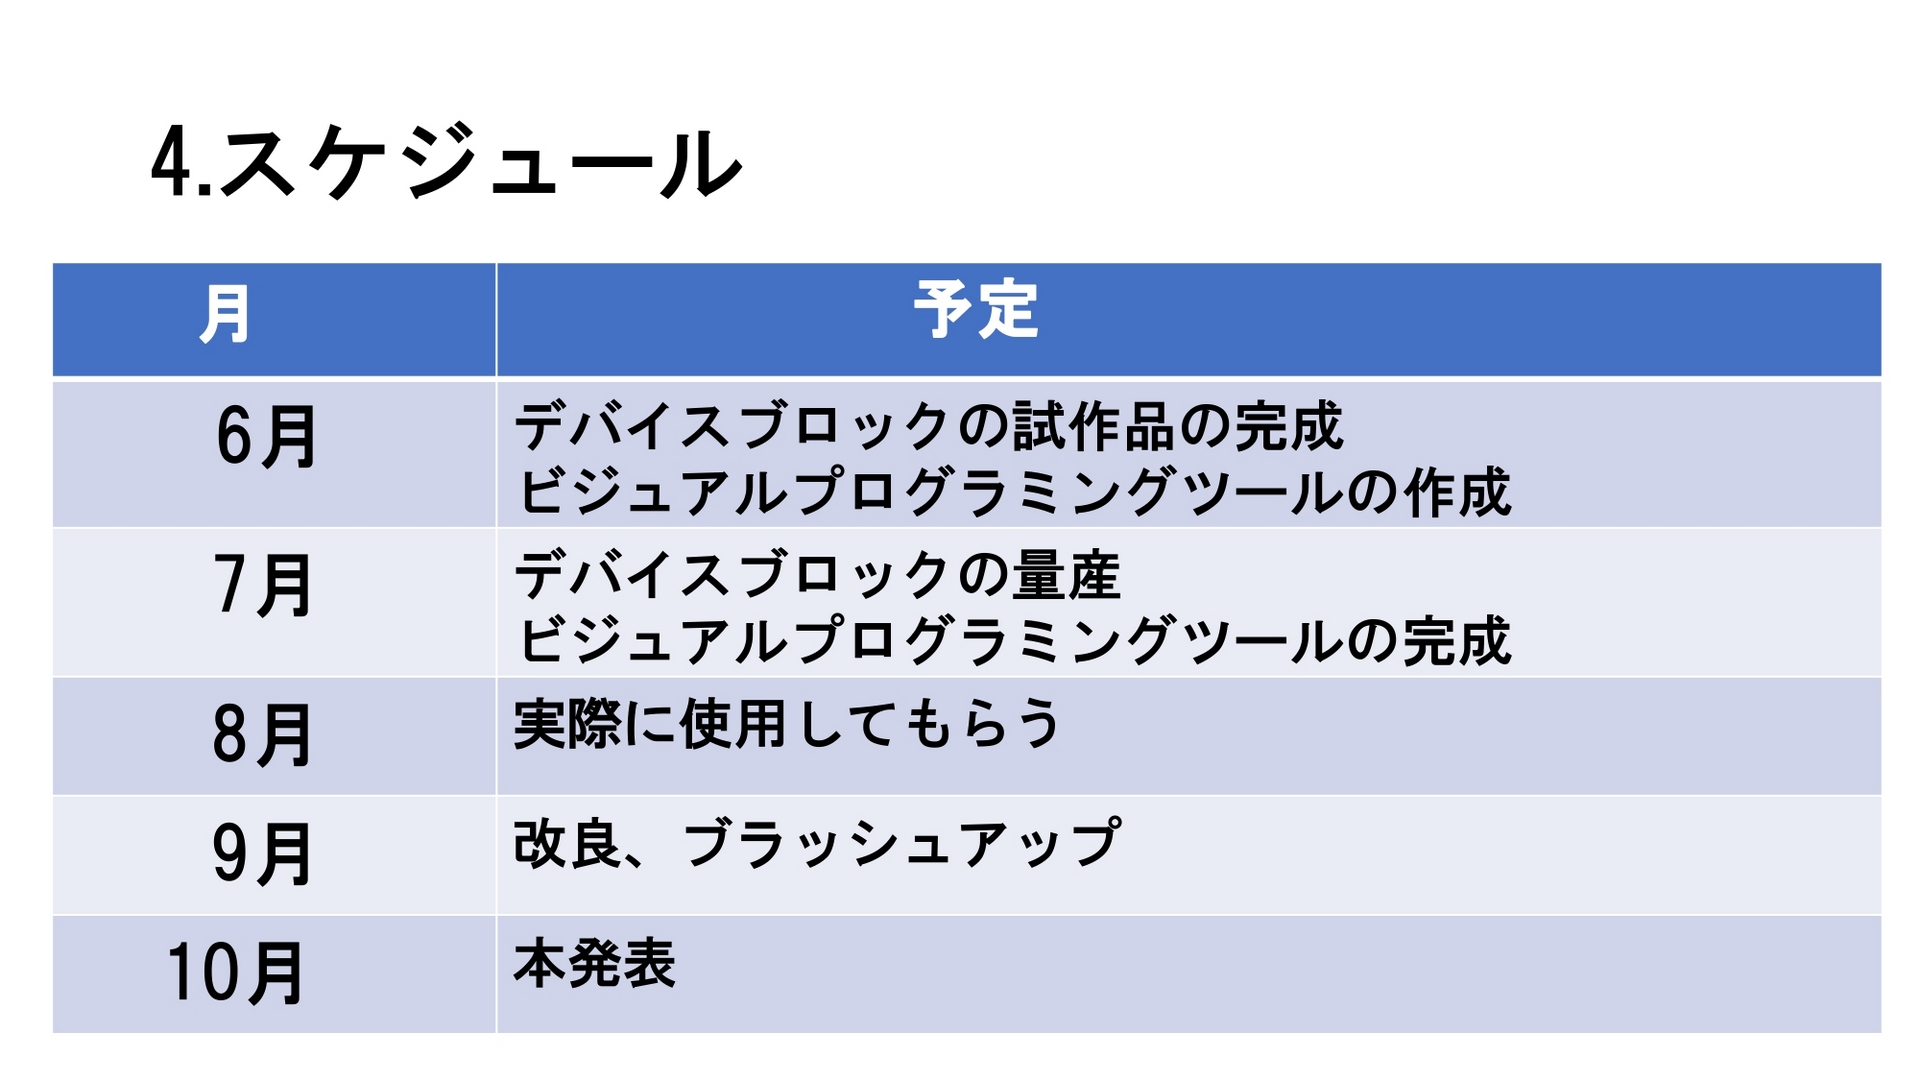 4.スケジュール
月 予定
6月 デバイスブロックの試作品の完成
ビジュアルプログラミングツールの作成
7月 デバイスブロックの量産
ビジュアルプログラミングツールの完成
8月 実際に使用してもらう
9月 改良、ブラッシュアップ
10月 本発表